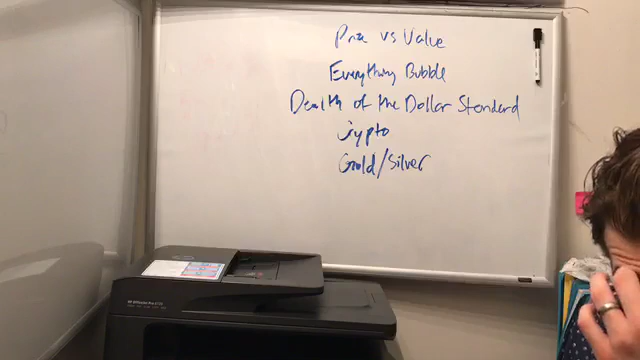 Price vs Value
Everything Bubble
Death of the Dollar Standard
Crypto
Gold/Silver